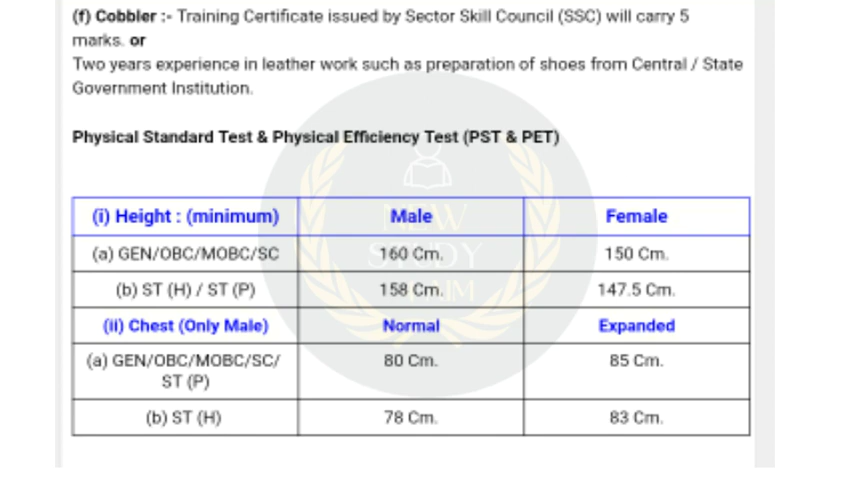 (f) Cobbler :- Training Certificate issued by Sector Skill Council (SSC) will carry 5
marks. or
Two years experience in leather work such as preparation of shoes from Central / State
Government Institution.
Physical Standard Test & Physical Efficiency Test (PST & PET)
(i) Height : (minimum) Male Female
(a) GEN/OBC/MOBC/SC 160 Cm. 150 Cm.
(b) ST (H) / ST (P) 158 Cm. 147.5 Cm.
(ii) Chest (Only Male) Normal Expanded
(a) GEN/OBC/MOBC/SC/ 80 Cm. 85 Cm.
ST (P)
(b) ST (H) 78 Cm. 83 Cm.
NEW
STUDY